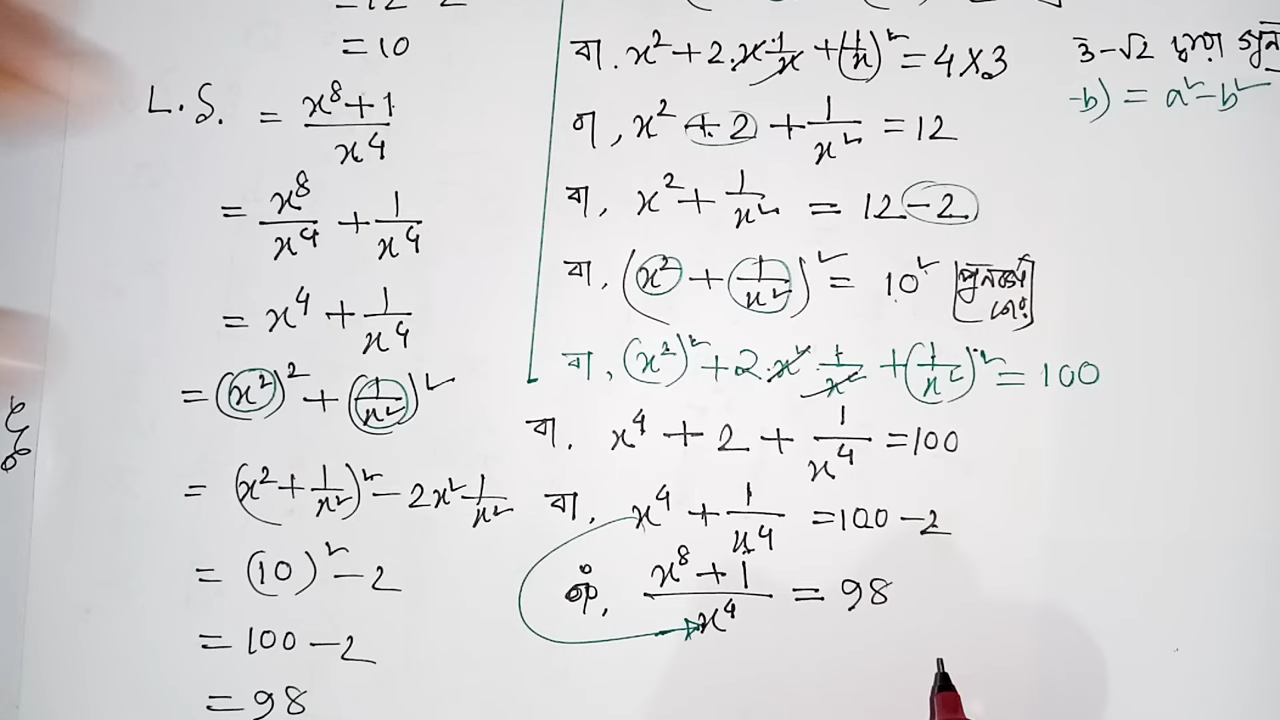 = 10
L.S. = x⁸+1/x⁴
= x⁸/x⁴ + 1/x⁴
= x⁴ + 1/x⁴
= (x²)² + (1/x²)²
= (x² + 1/x²)² - 2x² 1/x²
= (10)² - 2
= 100 - 2
= 98
বা, x² + 2.x.1/x + (1/x)² = 4×3
বা, x² + 2 + 1/x² = 12
বা, x² + 1/x² = 12 - 2
বা, (x² + 1/x²)² = 10²
বা, (x²)² + 2.x².1/x² + (1/x²)² = 100
বা, x⁴ + 2 + 1/x⁴ = 100
বা, x⁴ + 1/x⁴ = 100 - 2
x⁸+1/x⁴ = 98
3-√2 দ্বারা গুন
-b) = a²-b²